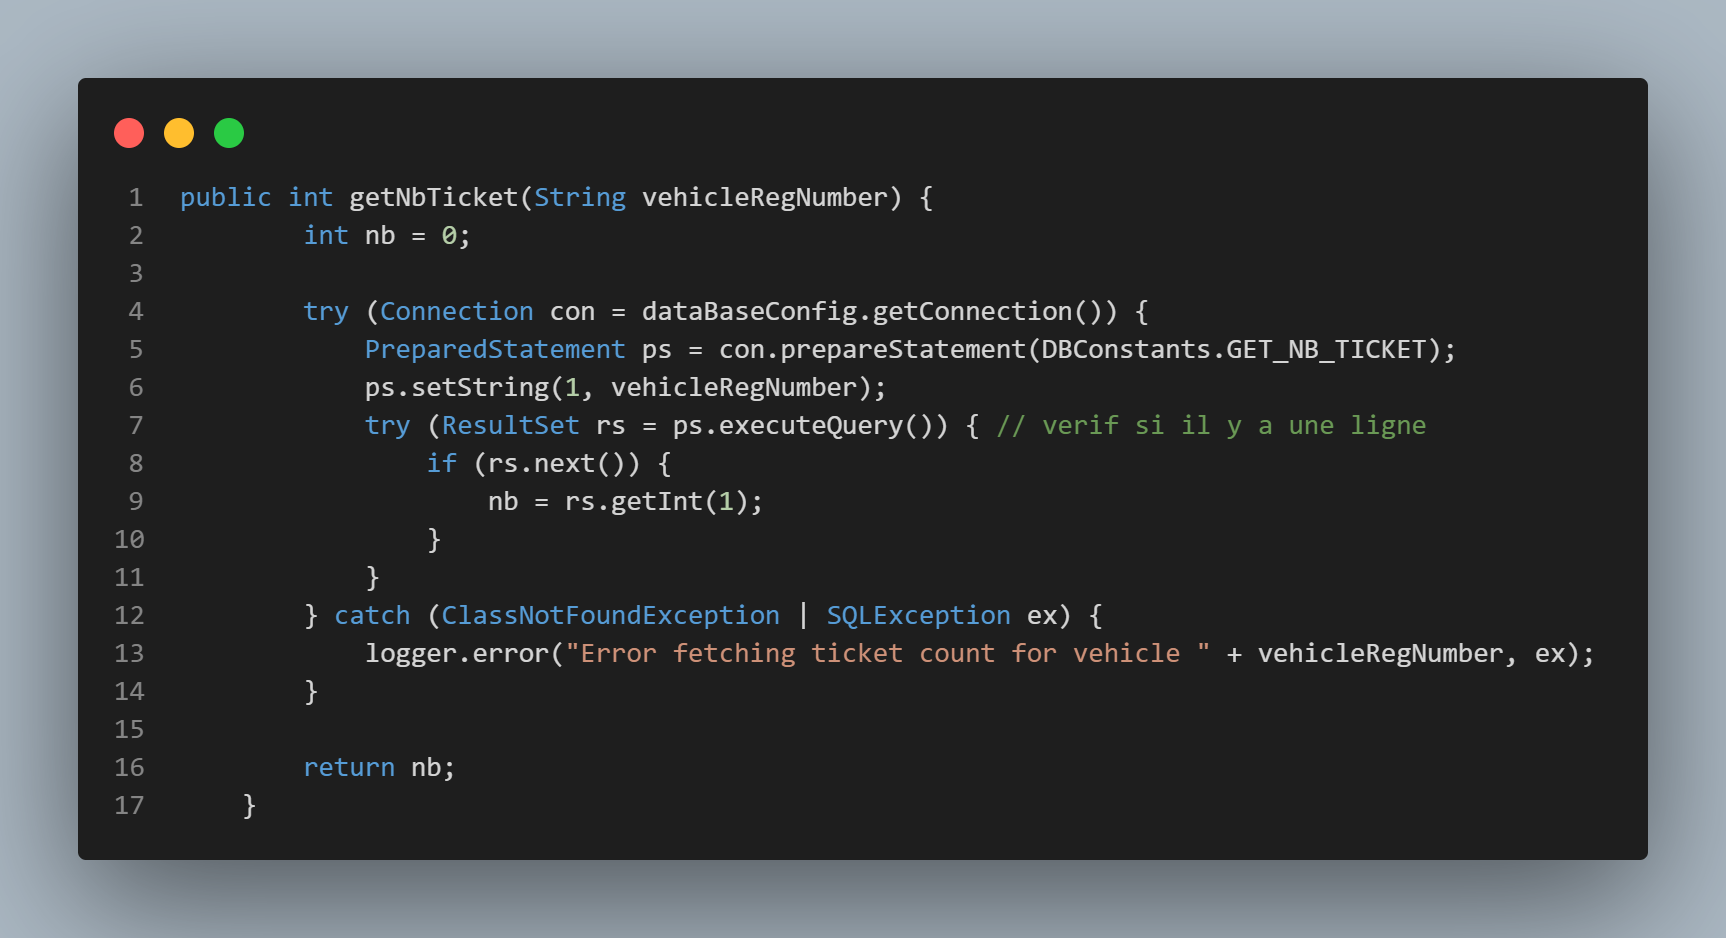 1 public int getNbTicket(String vehicleRegNumber) {
2 int nb = 0;
3
4 try (Connection con = dataBaseConfig.getConnection()) {
5 PreparedStatement ps = con.prepareStatement(DBConstants.GET_NB_TICKET);
6 ps.setString(1, vehicleRegNumber);
7 try (ResultSet rs = ps.executeQuery()) { // verif si il y a une ligne
8 if (rs.next()) {
9 nb = rs.getInt(1);
10 }
11 }
12 } catch (ClassNotFoundException | SQLException ex) {
13 logger.error("Error fetching ticket count for vehicle " + vehicleRegNumber, ex);
14 }
15
16 return nb;
17 }